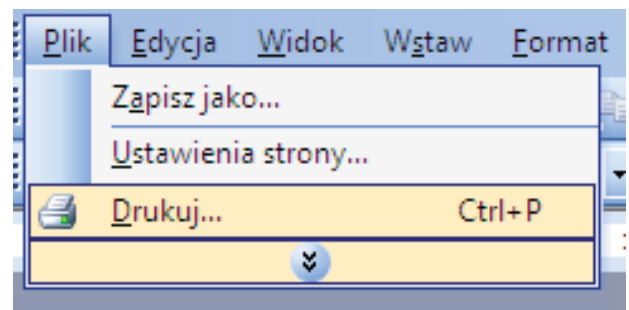 Plik Edycja Widok Wstaw Format
Zapisz jako...
Ustawienia strony...
Drukuj... Ctrl+P